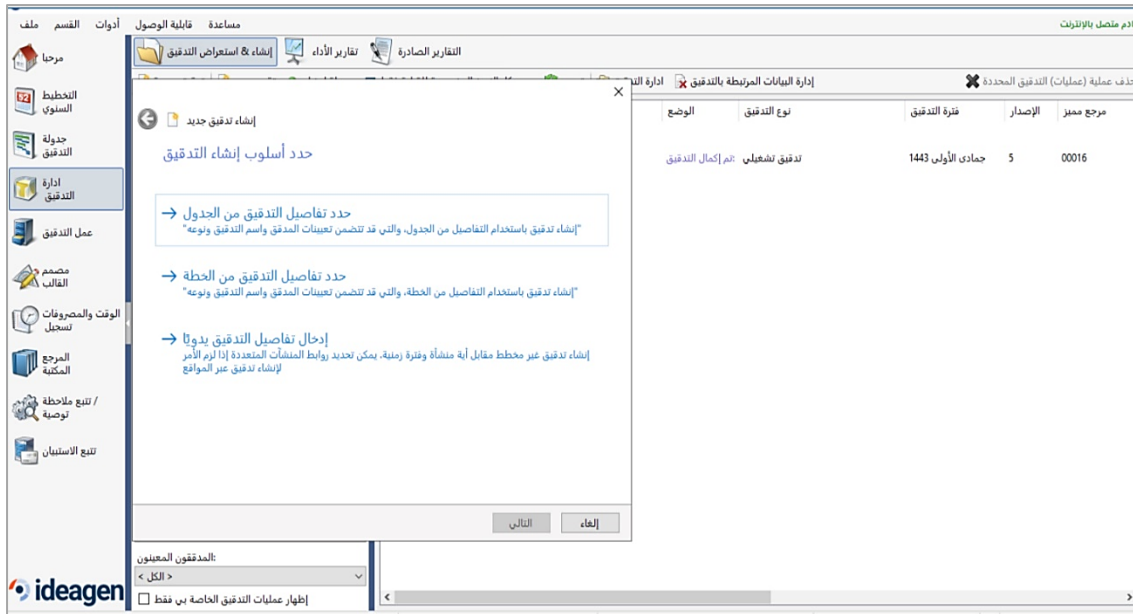 ملف القسم أدوات قابلية الوصول مساعدة
متصل بالإنترنت
مرحبا
التخطيط
السنوي
جدولة
التدقيق
ادارة
التدقيق
عمل التدقيق
مصمم
القالب
الوقت والمصروفات
تسجيل
المرجع
المكتبة
/ تتبع ملاحظة
توصية
تتبع الاستبيان
ideagen
إنشاء & استعراض التدقيق
تقارير الأداء
التقارير الصادرة
ادارة
إدارة البيانات المرتبطة بالتدقيق
حذف عملية (عمليات) التدقيق المحددة
الوضع
نوع التدقيق
فترة التدقيق
الإصدار
مرجع مميز
تم إكمال التدقيق:
تدقيق تشغيلي
جمادى الأولى 1443
5
00016
إنشاء تدقيق جديد
حدد أسلوب إنشاء التدقيق
حدد تفاصيل التدقيق من الجدول
"إنشاء تدقيق باستخدام التفاصيل من الجدول، والتي قد تتضمن تعيينات المدقق واسم التدقيق ونوعه"
حدد تفاصيل التدقيق من الخطة
"إنشاء تدقيق باستخدام التفاصيل من الخطة، والتي قد تتضمن تعيينات المدقق واسم التدقيق ونوعه"
إدخال تفاصيل التدقيق يدويًا
إنشاء تدقيق غير مخطط مقابل أية منشأة وفترة زمنية، يمكن تحديد روابط المنشآت المتعددة إذا لزم الأمر
لإنشاء تدقيق عبر المواقع
التالي
إلغاء
المدققون المعينون:
< الكل >
إظهار عمليات التدقيق الخاصة بي فقط